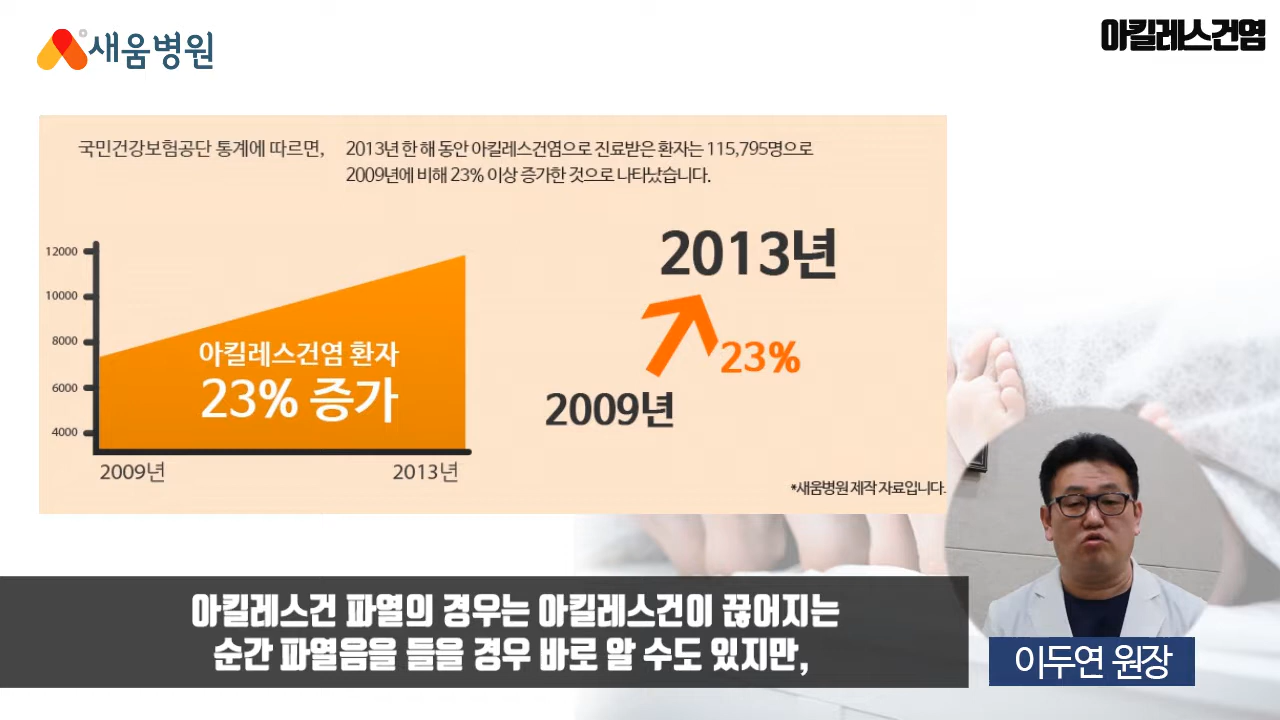 새움병원
아킬레스건염
국민건강보험공단 통계에 따르면,
2013년 한 해 동안 아킬레스건염으로 진료받은 환자는 115,795명으로
2009년에 비해 23% 이상 증가한 것으로 나타났습니다.
12000
10000
8000
6000
4000
아킬레스건염 환자
23% 증가
2009년
2013년
2013년
23%
2009년
*새움병원 제작 자료입니다.
아킬레스건 파열의 경우는 아킬레스건이 끊어지는
순간 파열음을 들을 경우 바로 알 수도 있지만,
이두연 원장